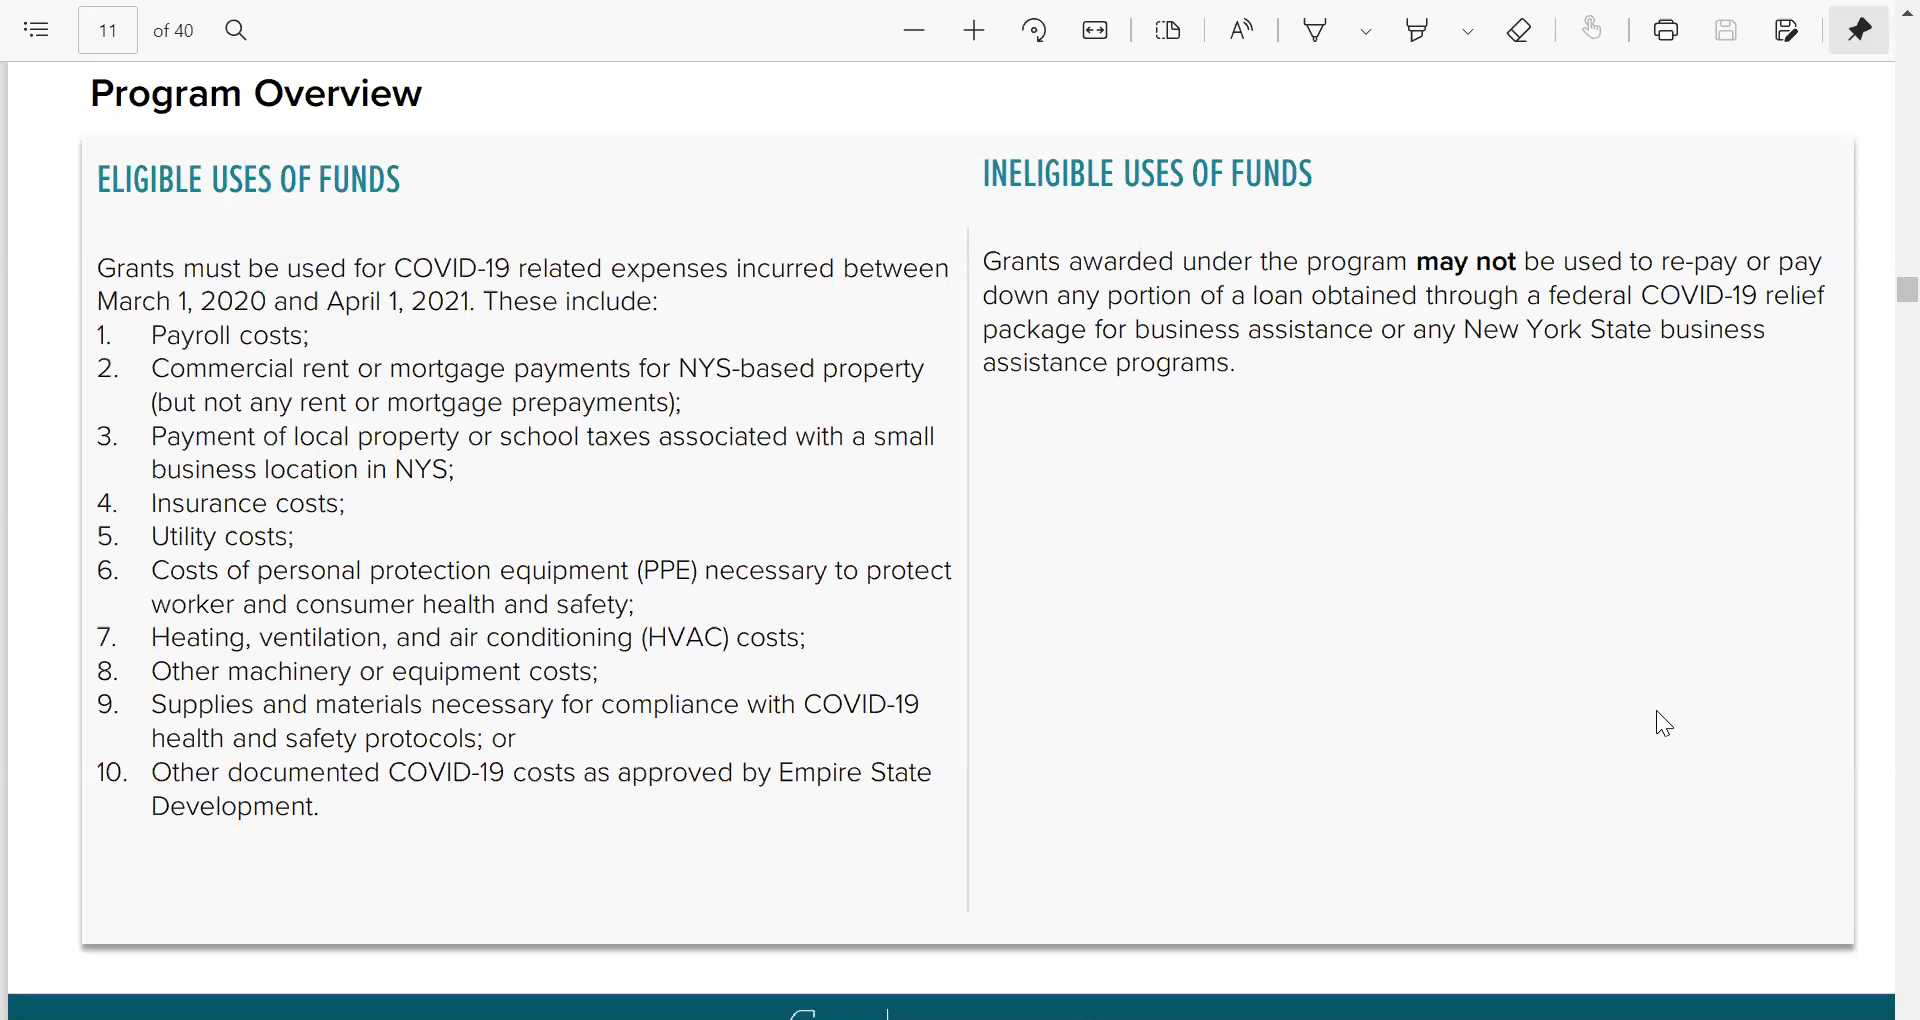 11 of 40
Program Overview
ELIGIBLE USES OF FUNDS
Grants must be used for COVID-19 related expenses incurred between
March 1, 2020 and April 1, 2021. These include:
1. Payroll costs;
2. Commercial rent or mortgage payments for NYS-based property
(but not any rent or mortgage prepayments);
3. Payment of local property or school taxes associated with a small
business location in NYS;
4. Insurance costs;
5. Utility costs;
6. Costs of personal protection equipment (PPE) necessary to protect
worker and consumer health and safety;
7. Heating, ventilation, and air conditioning (HVAC) costs;
8. Other machinery or equipment costs;
9. Supplies and materials necessary for compliance with COVID-19
health and safety protocols; or
10. Other documented COVID-19 costs as approved by Empire State
Development.
INELIGIBLE USES OF FUNDS
Grants awarded under the program may not be used to re-pay or pay
down any portion of a loan obtained through a federal COVID-19 relief
package for business assistance or any New York State business
assistance programs.